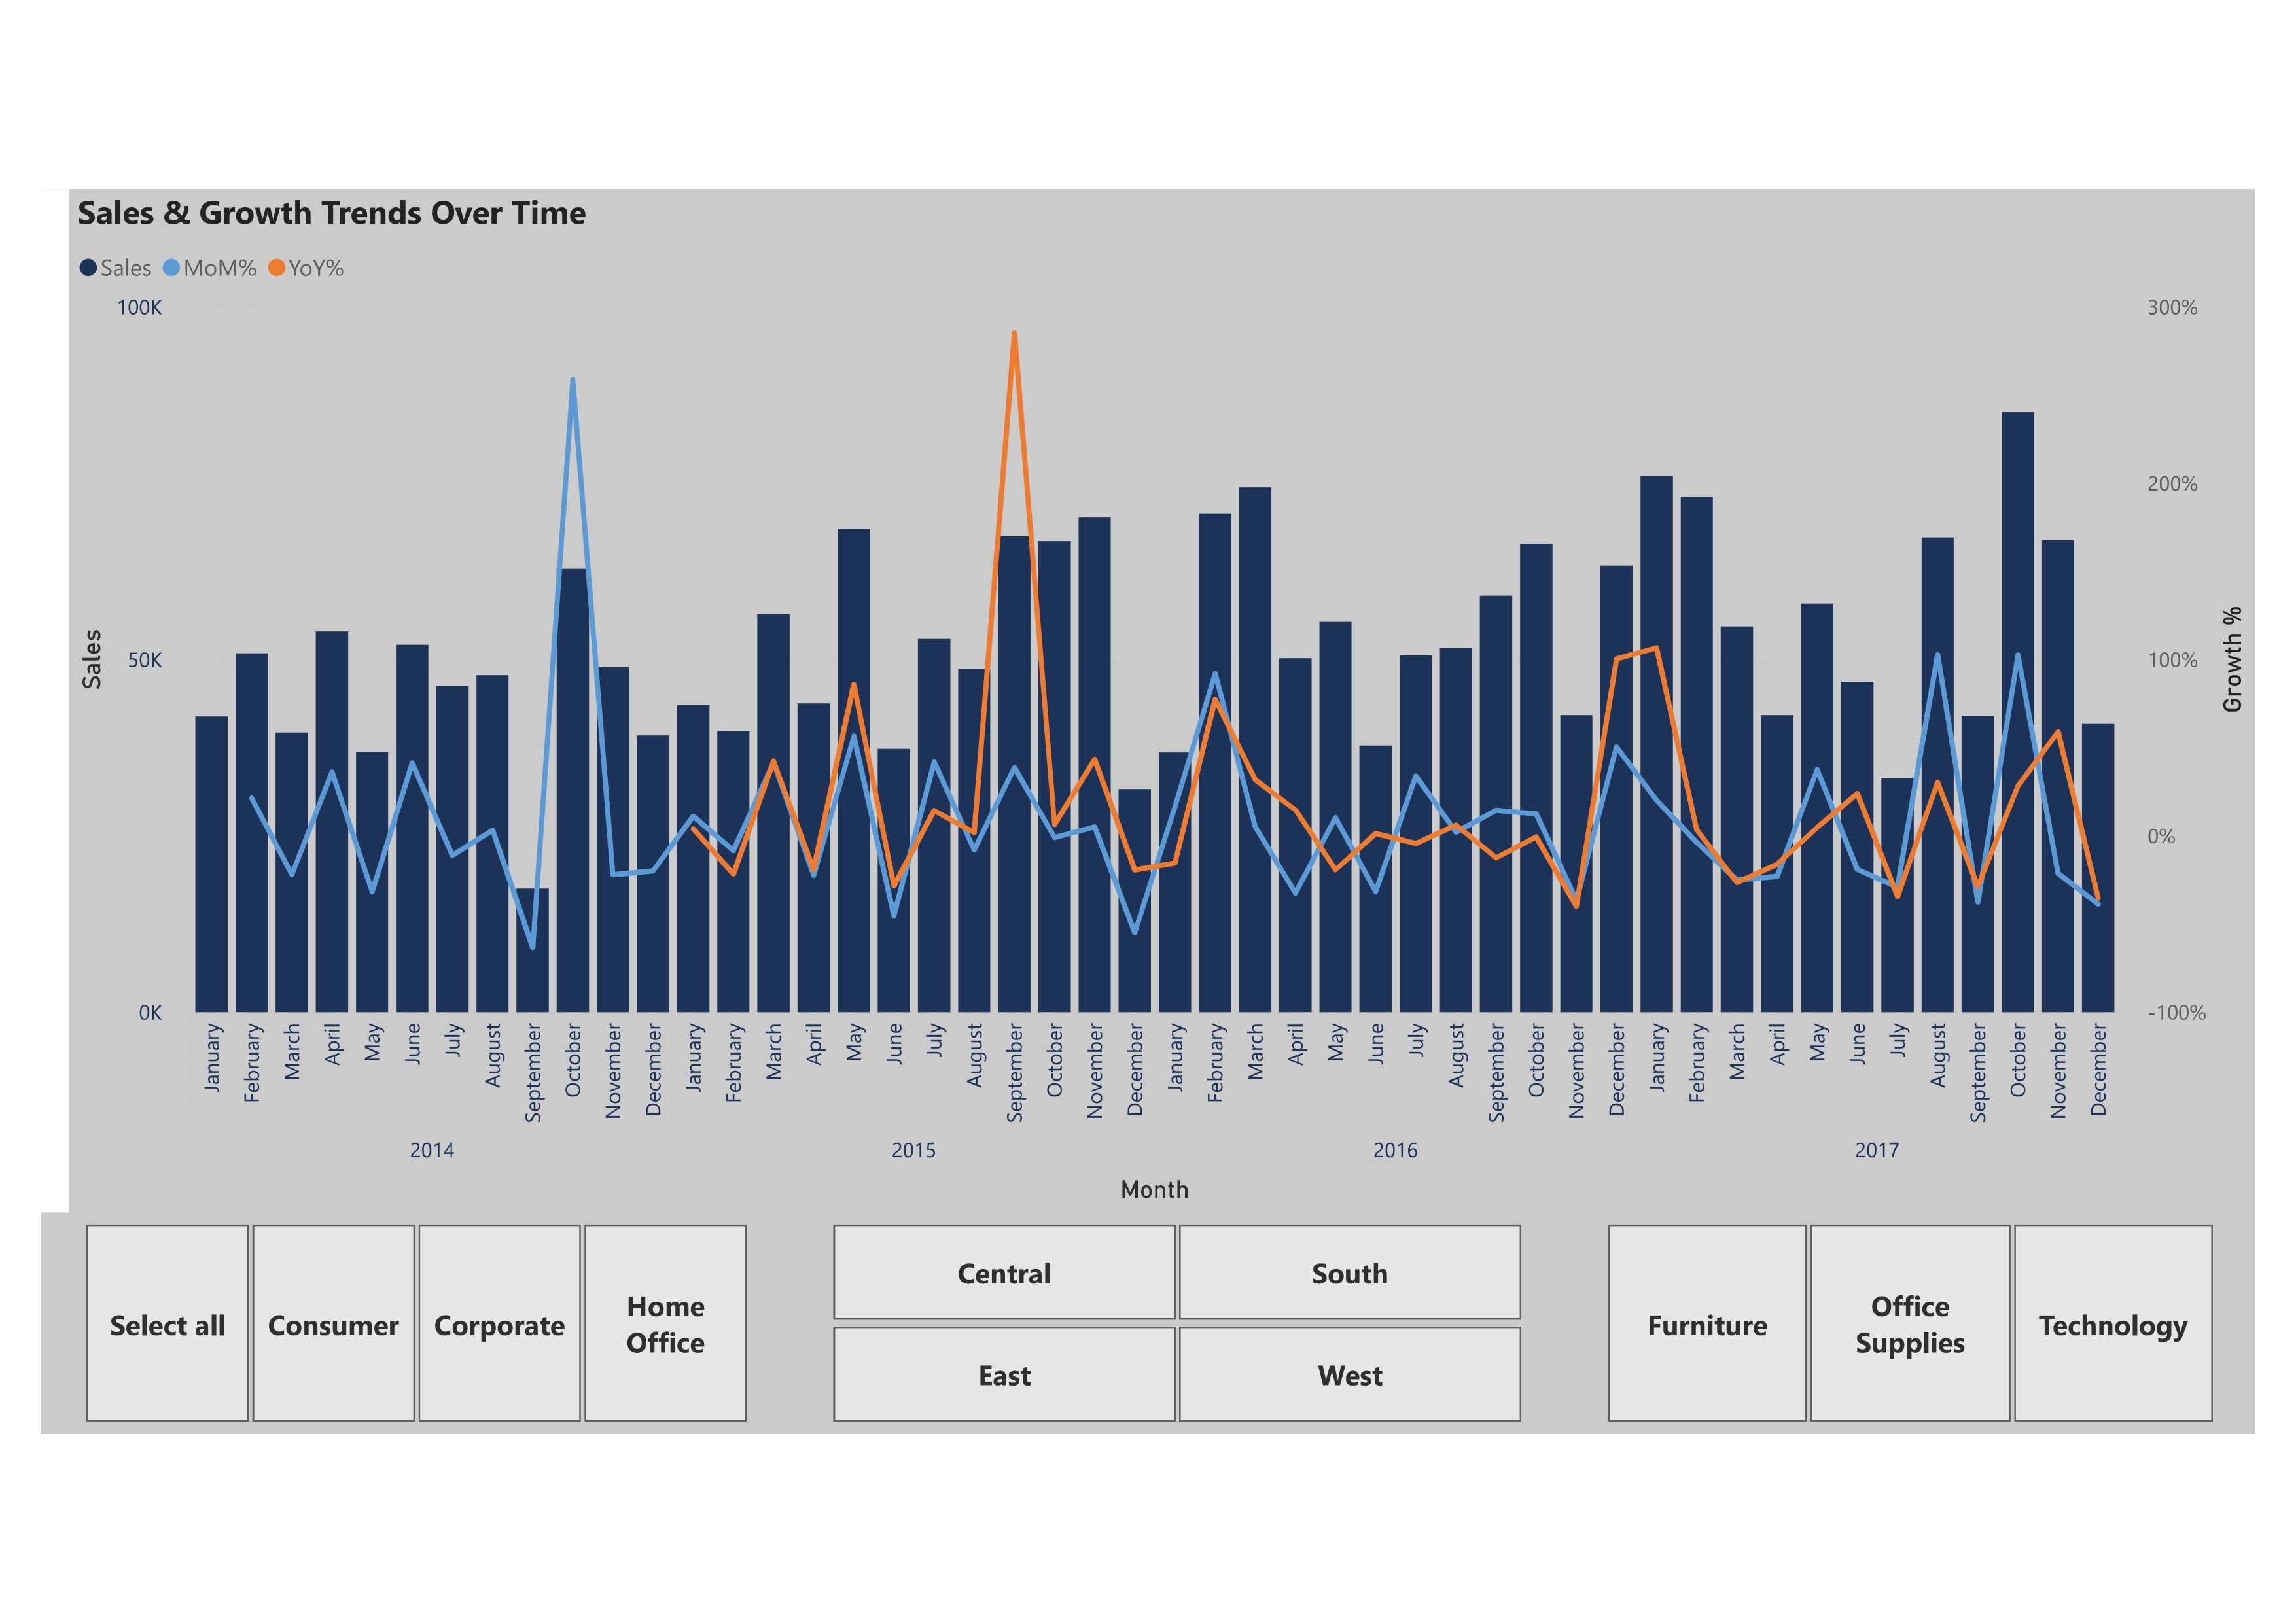 Sales & Growth Trends Over Time
Sales MoM% YoY%
100K
50K
0K
Sales
300%
200%
100%
0%
-100%
Growth %
January
February
March
April
May
June
July
August
September
October
November
December
January
February
March
April
May
June
July
August
September
October
November
December
January
February
March
April
May
June
July
August
September
October
November
December
January
February
March
April
May
June
July
August
September
October
November
December
2014
2015
2016
2017
Month
Select all
Consumer
Corporate
Home
Office
Central
South
East
West
Furniture
Office
Supplies
Technology